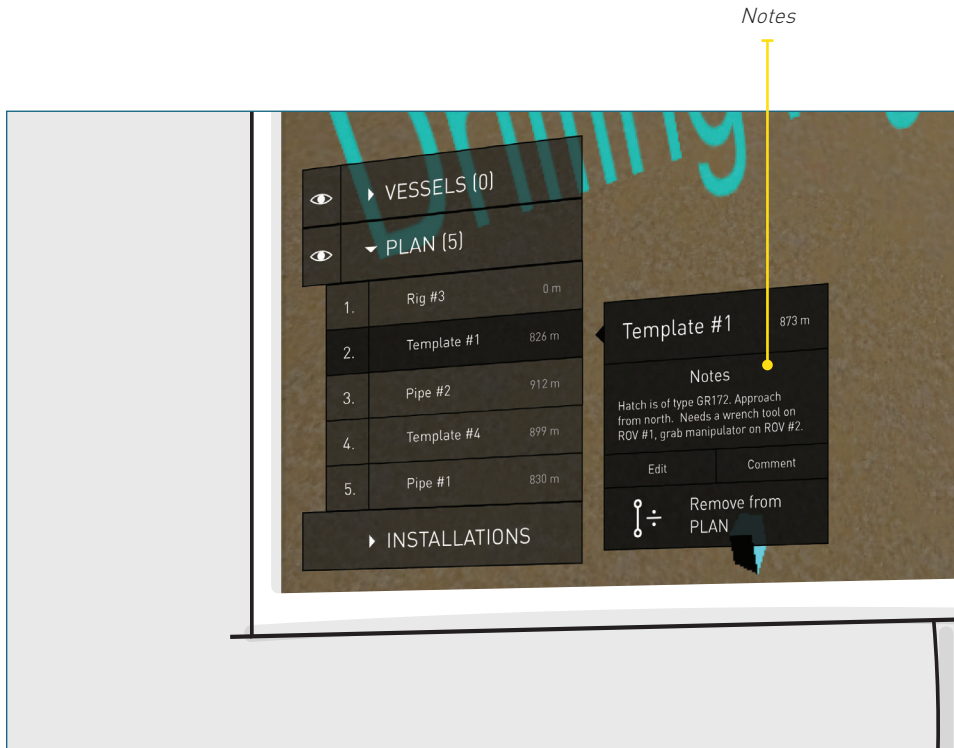 Notes
Drilling
VESSELS (0)
PLAN (5)
1. Rig #3 0 m
2. Template #1 826 m
3. Pipe #2 912 m
4. Template #4 899 m
5. Pipe #1 830 m
INSTALLATIONS
Template #1 873 m
Notes
Hatch is of type GR172. Approach
from north. Needs a wrench tool on
ROV #1, grab manipulator on ROV #2.
Edit Comment
Remove from
PLAN